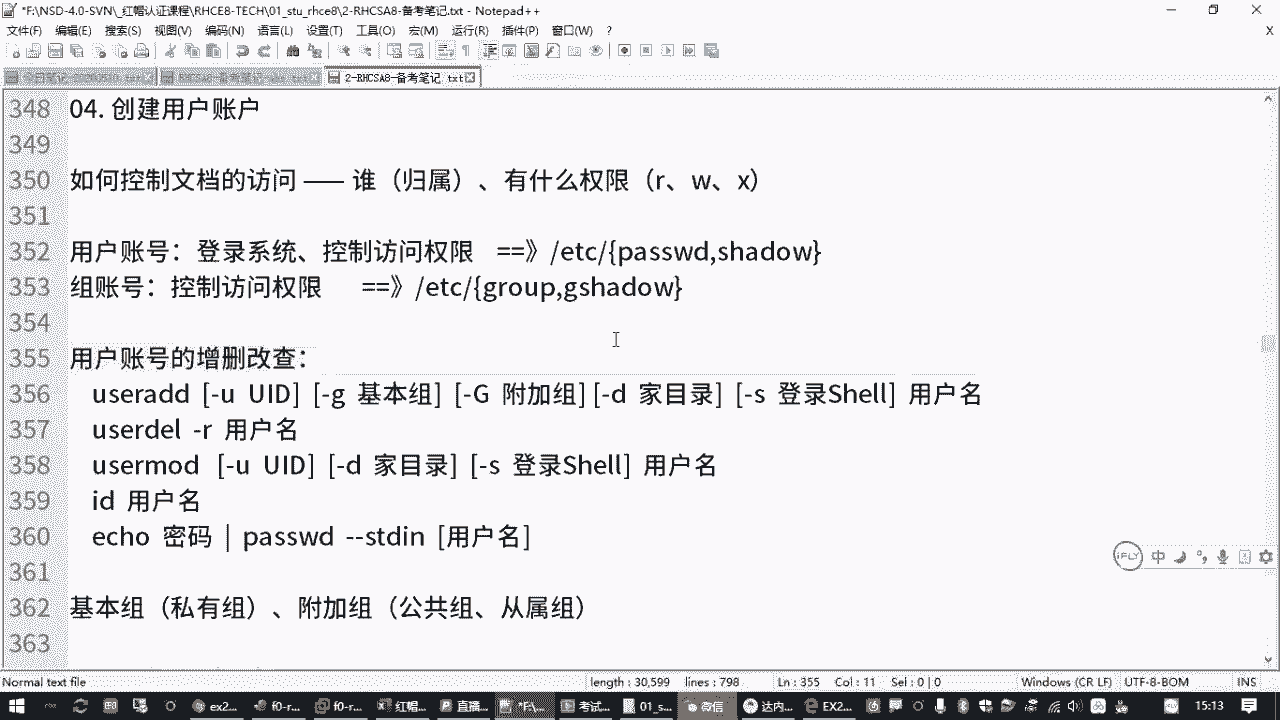 *F:\NSD-4.0-SVN\_红帽认证课程\RHCE8-TECH\01_stu_rhce8\2-RHCSA8-备考笔记.txt - Notepad++
文件(F) 编辑(E) 搜索(S) 视图(V) 编码(N) 语言(L) 设置(T) 工具(O) 宏(M) 运行(R) 插件(P) 窗口(W) ? X
2-RHCSA8-备考笔记.txt
348 04. 创建用户账户
349
350 如何控制文档的访问 —— 谁（归属）、有什么权限（r、w、x）
351
352 用户账号：登录系统、控制访问权限 ==》/etc/{passwd,shadow}
353 组账号：控制访问权限 ==》/etc/{group,gshadow}
354
355 用户账号的增删改查：
356 useradd [-u UID] [-g 基本组] [-G 附加组] [-d 家目录] [-s 登录Shell] 用户名
357 userdel -r 用户名
358 usermod [-u UID] [-d 家目录] [-s 登录Shell] 用户名
359 id 用户名
360 echo 密码 | passwd --stdin [用户名]
361
362 基本组（私有组）、附加组（公共组、从属组）
363
iFLY 中
Normal text file length : 30,599 lines : 798 Ln : 355 Col : 11 Sel : 0 | 0 Windows (CR LF) UTF-8-BOM INS
ex2... f0-r... f0-r... 红帽... 直播... *F:\... 考试... 01_s... 微信 达内... EX2... 15:13